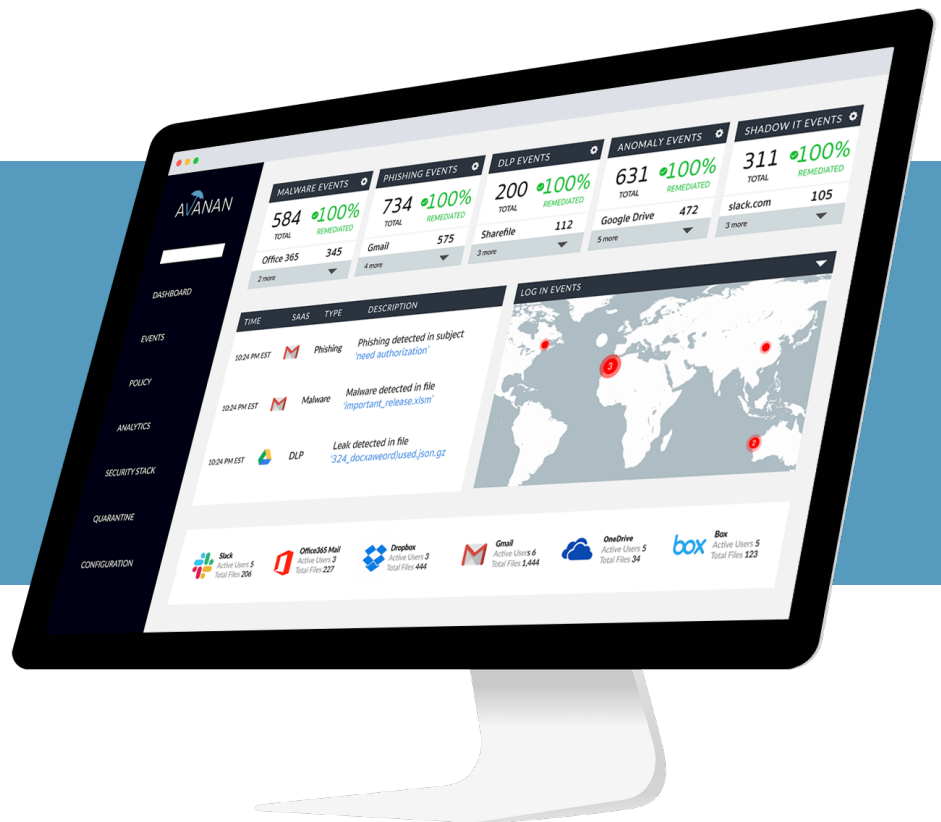 AVANAN
DASHBOARD
EVENTS
POLICY
ANALYTICS
SECURITY STACK
QUARANTINE
CONFIGURATION
MALWARE EVENTS
584
TOTAL
100%
REMEDIATED
Office 365 345
2 more
PHISHING EVENTS
734
TOTAL
100%
REMEDIATED
Gmail 575
4 more
DLP EVENTS
200
TOTAL
100%
REMEDIATED
Sharefile 112
3 more
ANOMALY EVENTS
631
TOTAL
100%
REMEDIATED
Google Drive 472
5 more
SHADOW IT EVENTS
311
TOTAL
100%
REMEDIATED
slack.com 105
3 more
TIME SAAS TYPE DESCRIPTION
10:24 PM EST Phishing Phishing detected in subject
'need authorization'
10:24 PM EST Malware Malware detected in file
'important_release.xlsm'
10:24 PM EST DLP Leak detected in file
'324_docxaweord)used.json.gz
LOG IN EVENTS
3
2
Slack
Active Users 5
Total Files 206
Office365 Mail
Active Users 3
Total Files 227
Dropbox
Active Users 3
Total Files 444
Gmail
Active Users 6
Total Files 1,444
OneDrive
Active Users 5
Total Files 34
box
Box
Active Users 5
Total Files 123